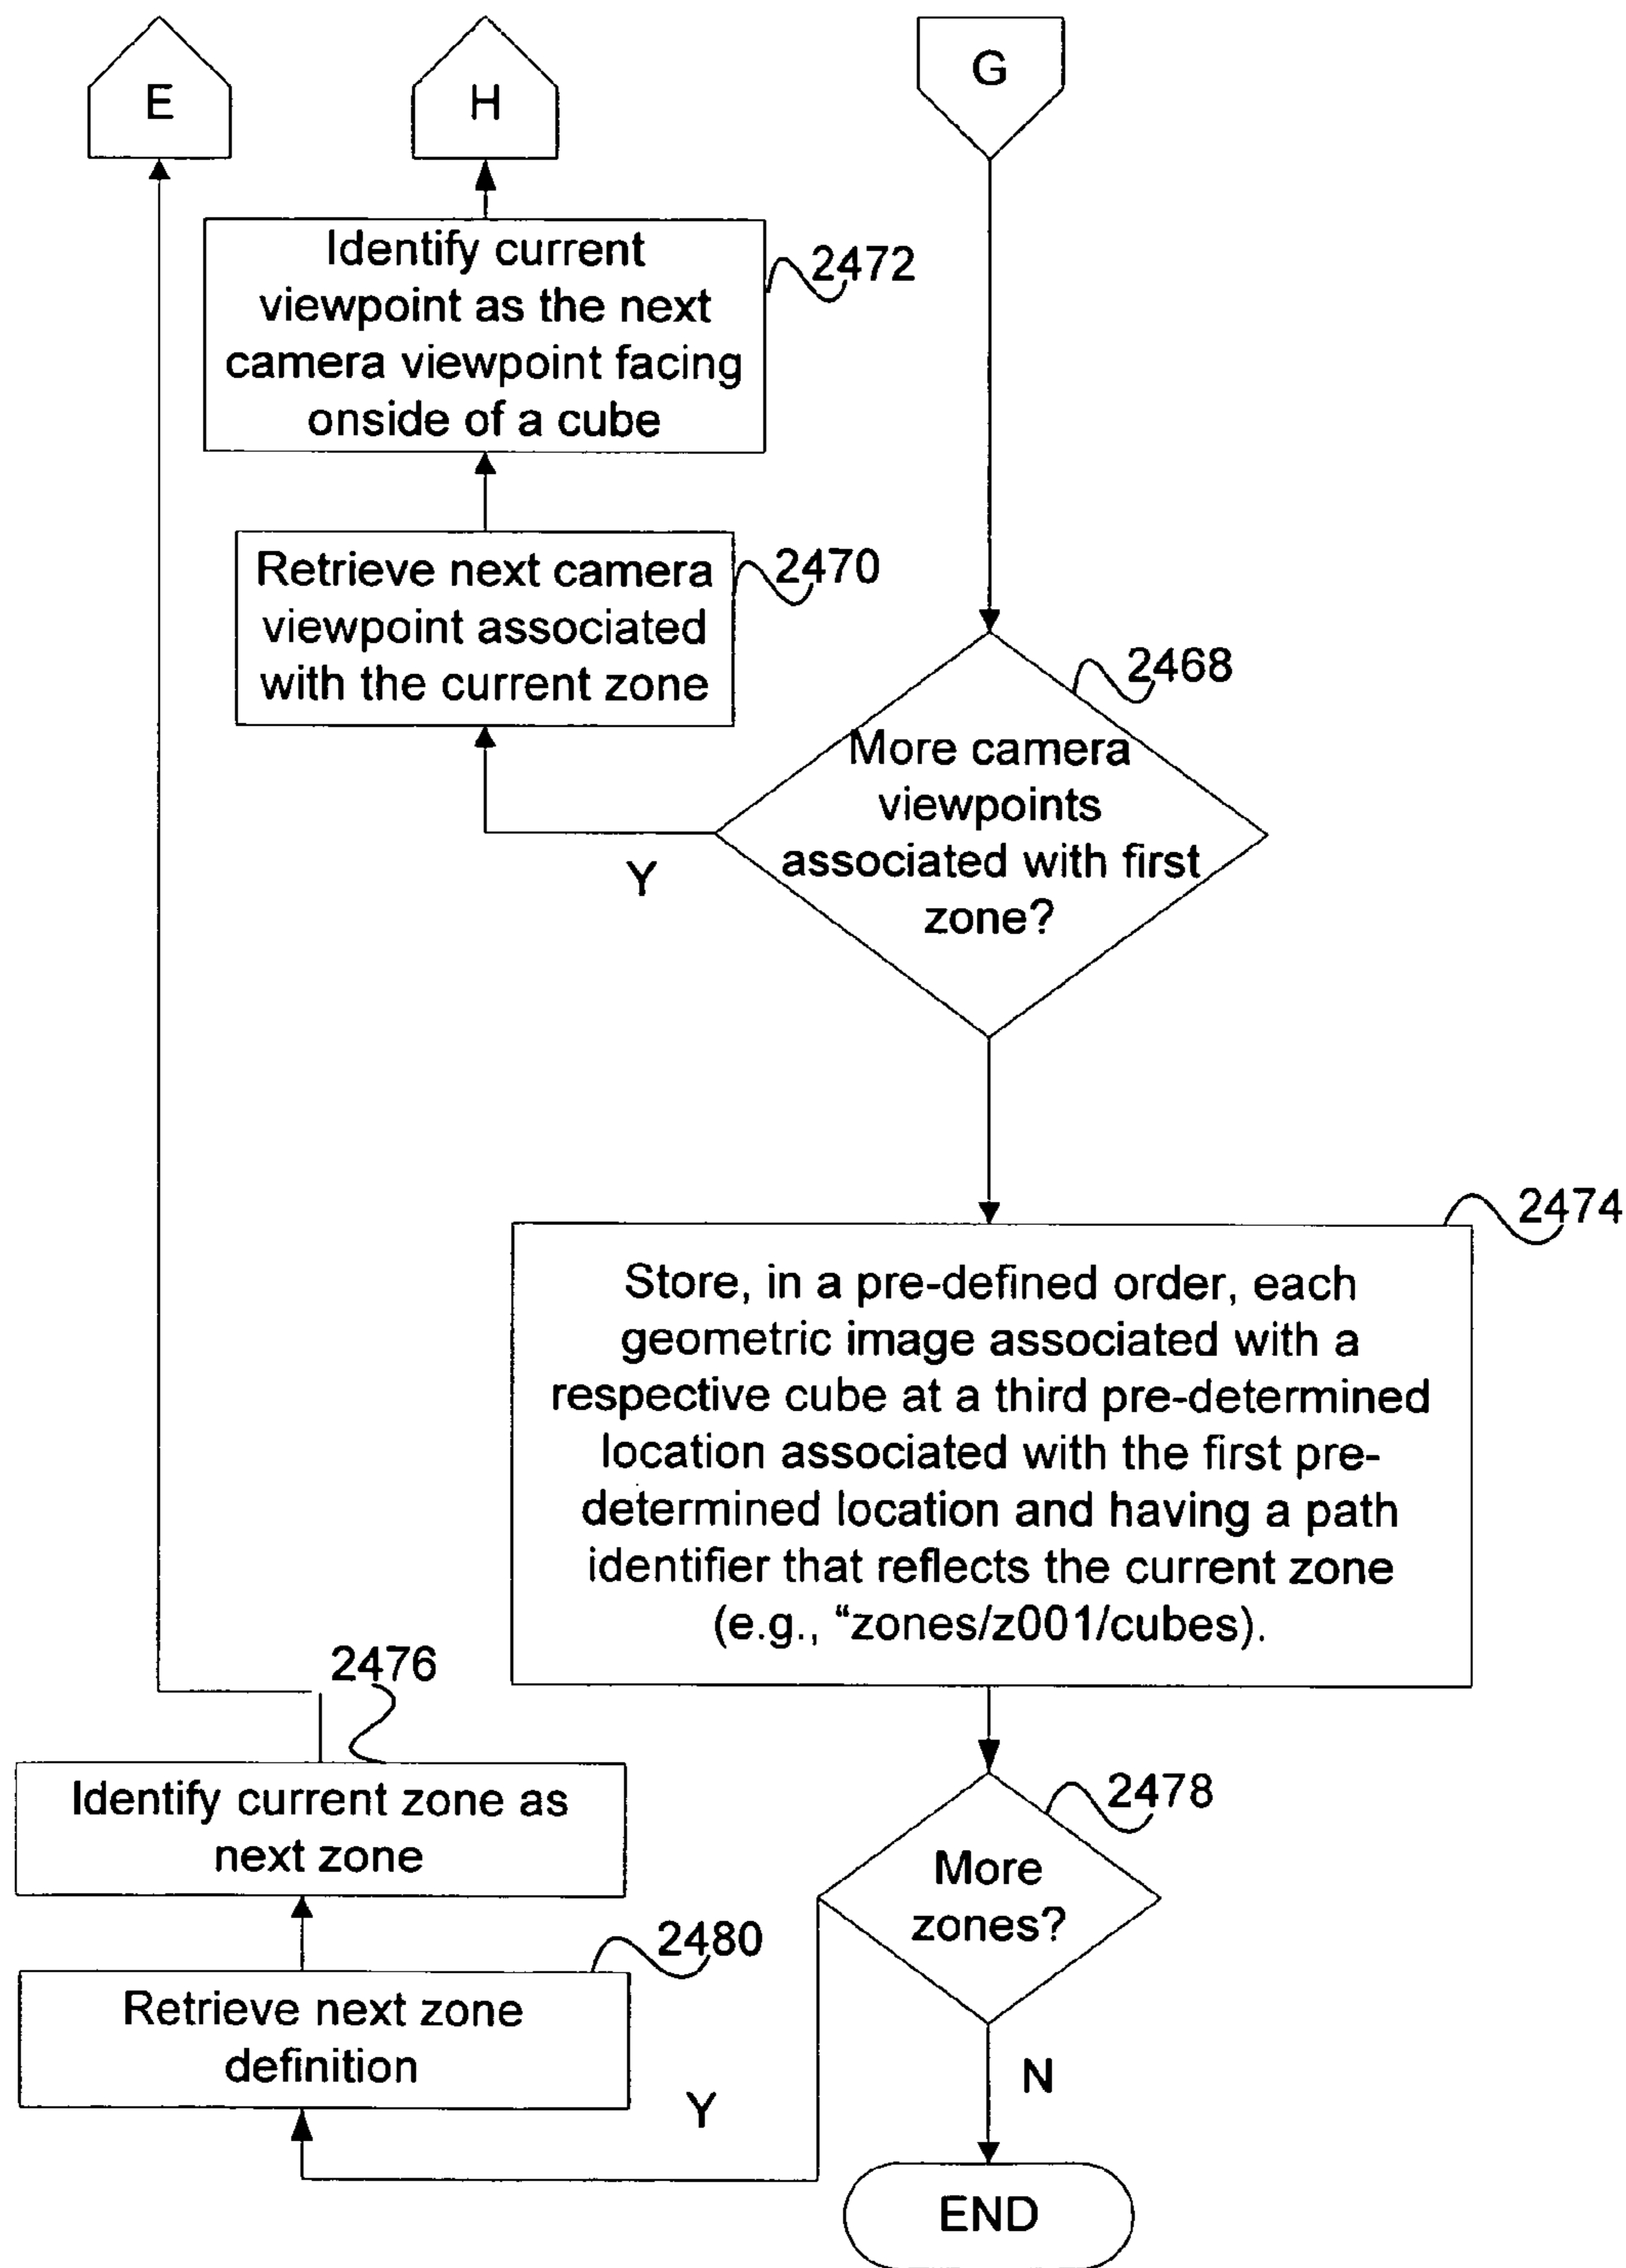 E
H
G
Identify current
viewpoint as the next
camera viewpoint facing
onside of a cube
2472
Retrieve next camera
viewpoint associated
with the current zone
2470
2468
More camera
viewpoints
associated with first
zone?
Y
2474
Store, in a pre-defined order, each
geometric image associated with a
respective cube at a third pre-determined
location associated with the first pre-
determined location and having a path
identifier that reflects the current zone
(e.g., “zones/z001/cubes).
2476
Identify current zone as
next zone
2478
More
zones?
2480
Retrieve next zone
definition
Y
N
END